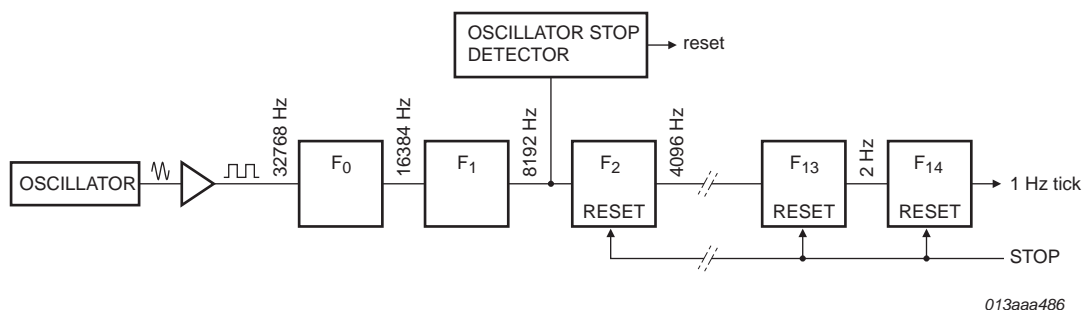 OSCILLATOR STOP
DETECTOR
reset
32768 Hz
16384 Hz
8192 Hz
4096 Hz
2 Hz
OSCILLATOR
F0
F1
F2
RESET
F13
RESET
F14
RESET
1 Hz tick
STOP
013aaa486